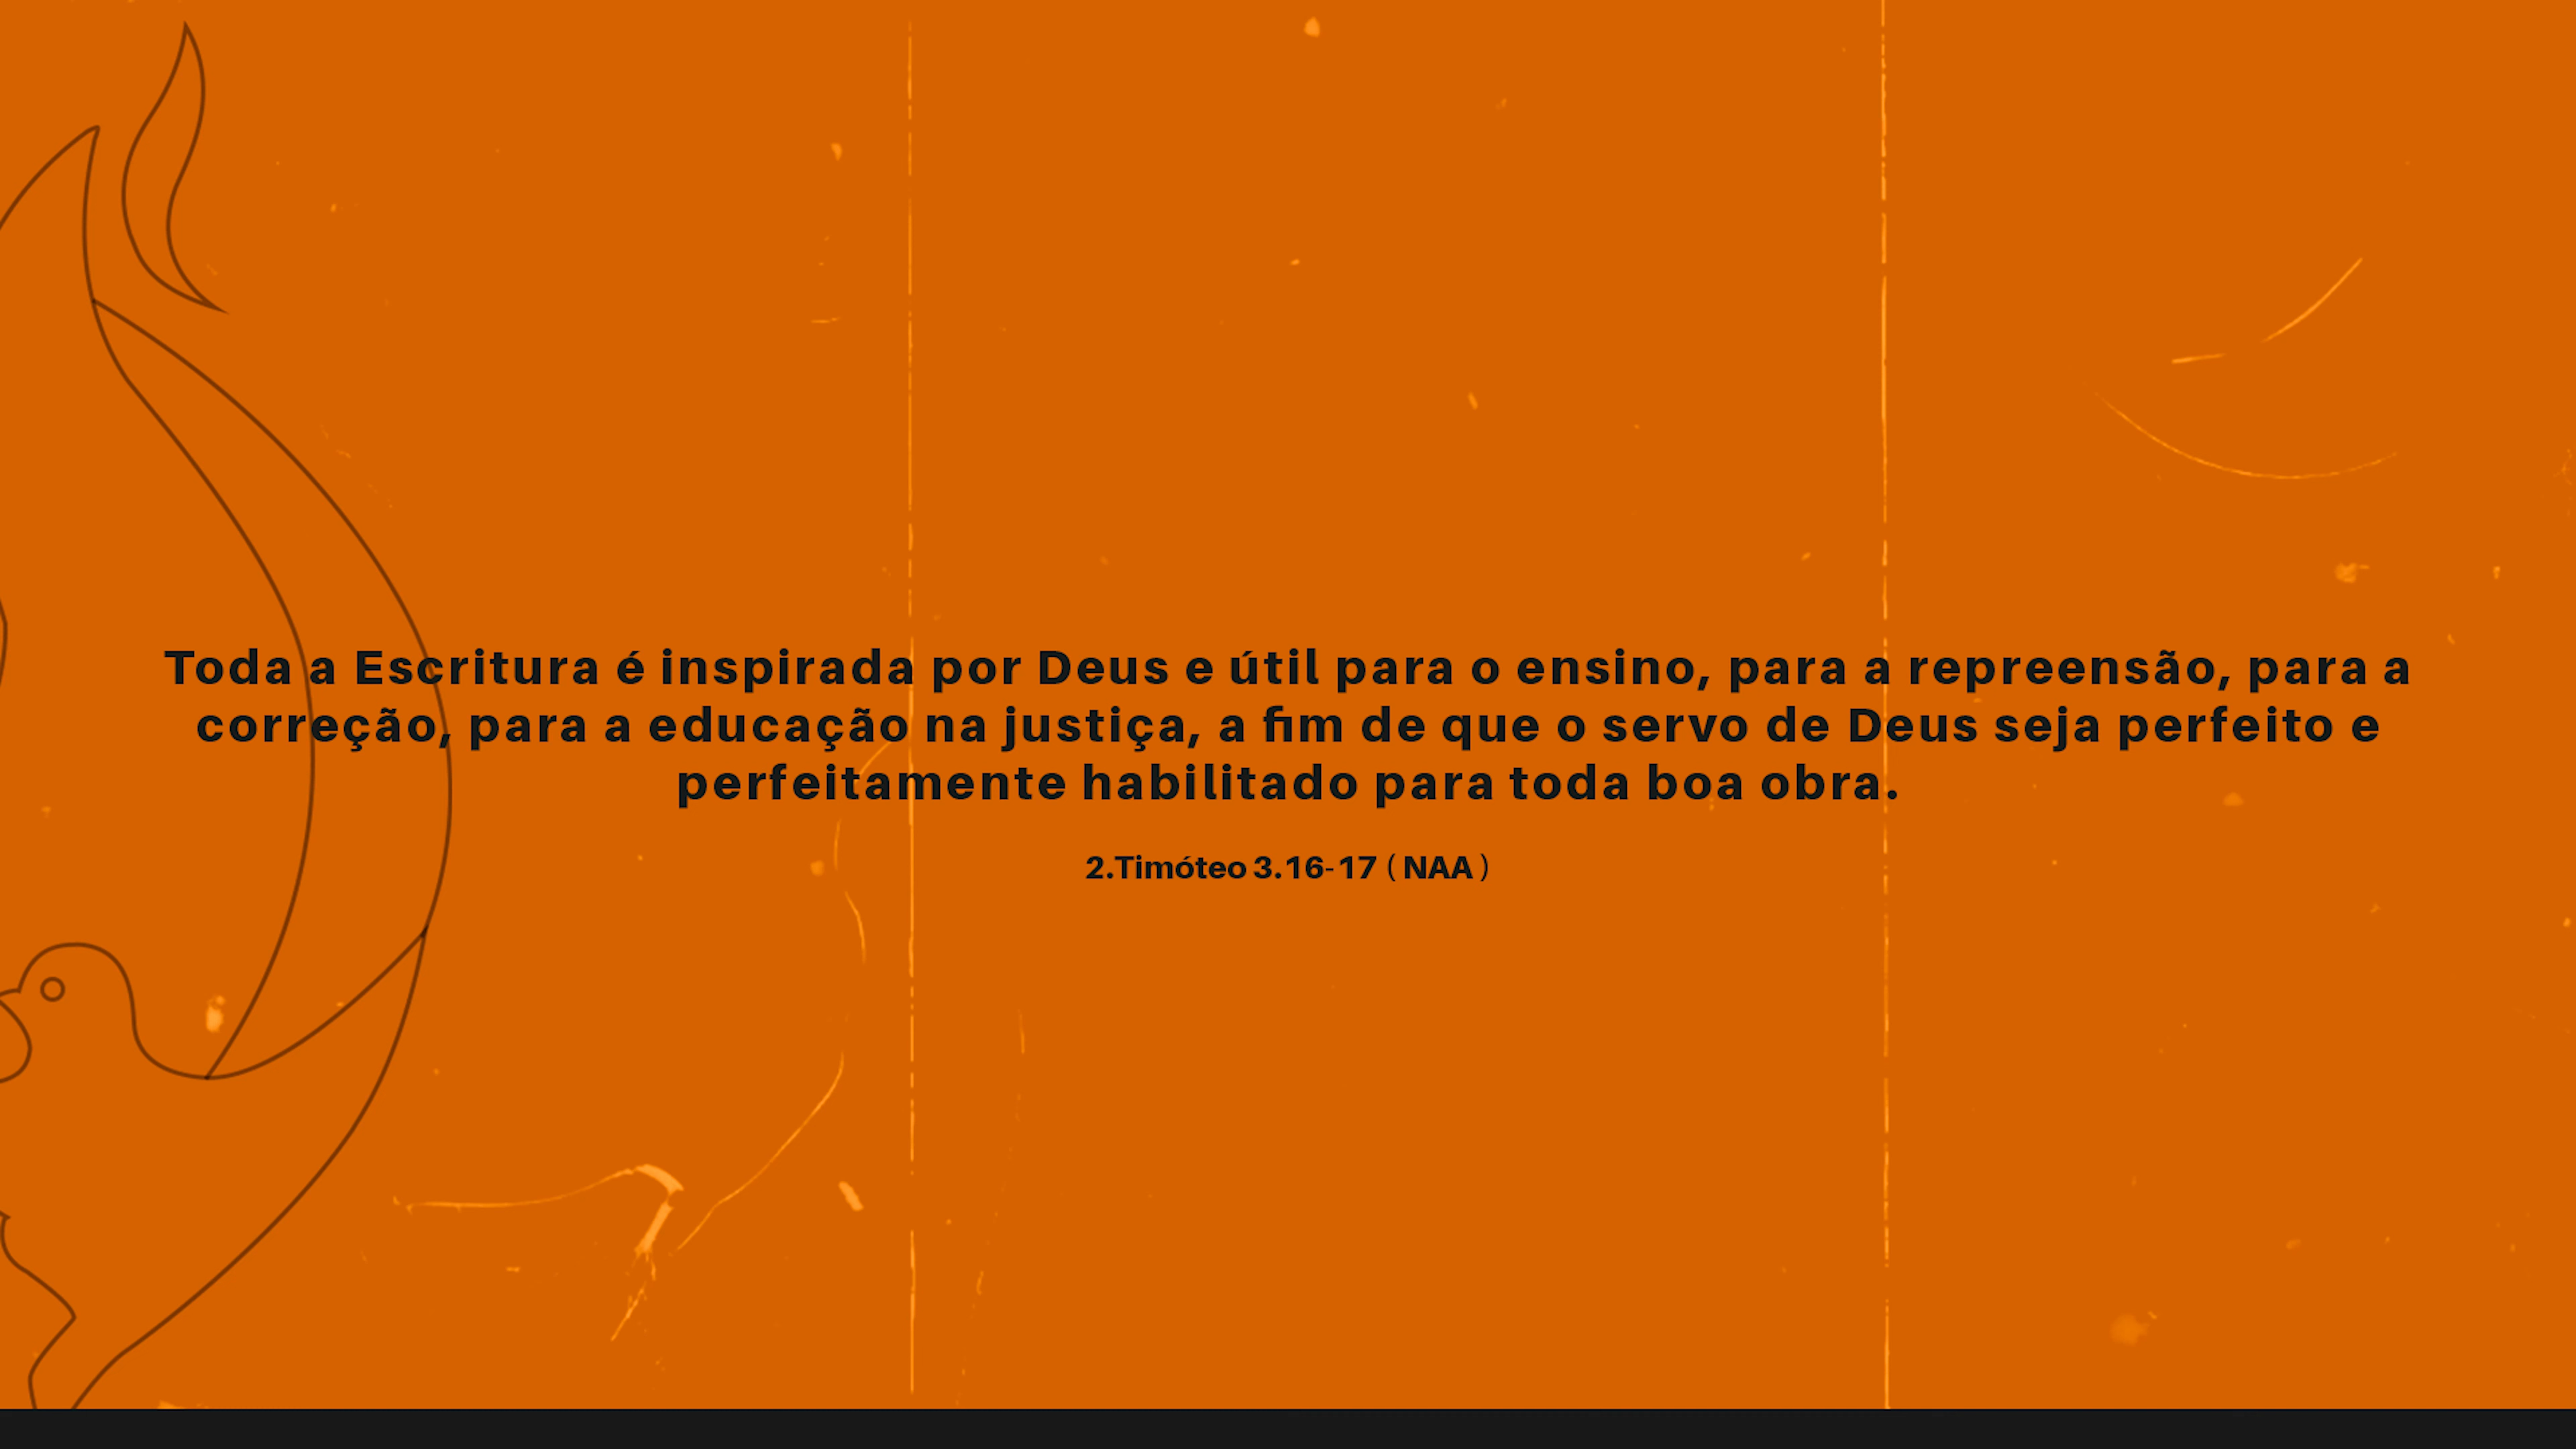 Toda a Escritura é inspirada por Deus e útil para o ensino, para a repreensão, para a
correção, para a educação na justiça, a fim de que o servo de Deus seja perfeito e
perfeitamente habilitado para toda boa obra.
2.Timóteo 3.16-17 ( NAA )